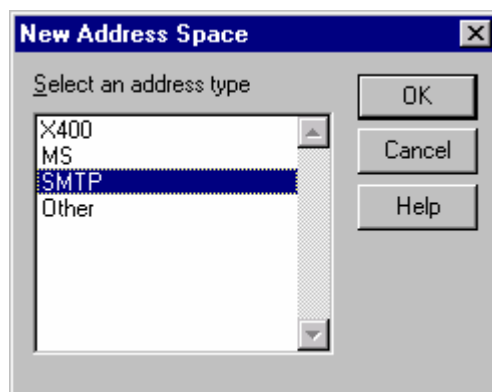 New Address Space
Select an address type
X400
MS
SMTP
Other
OK
Cancel
Help